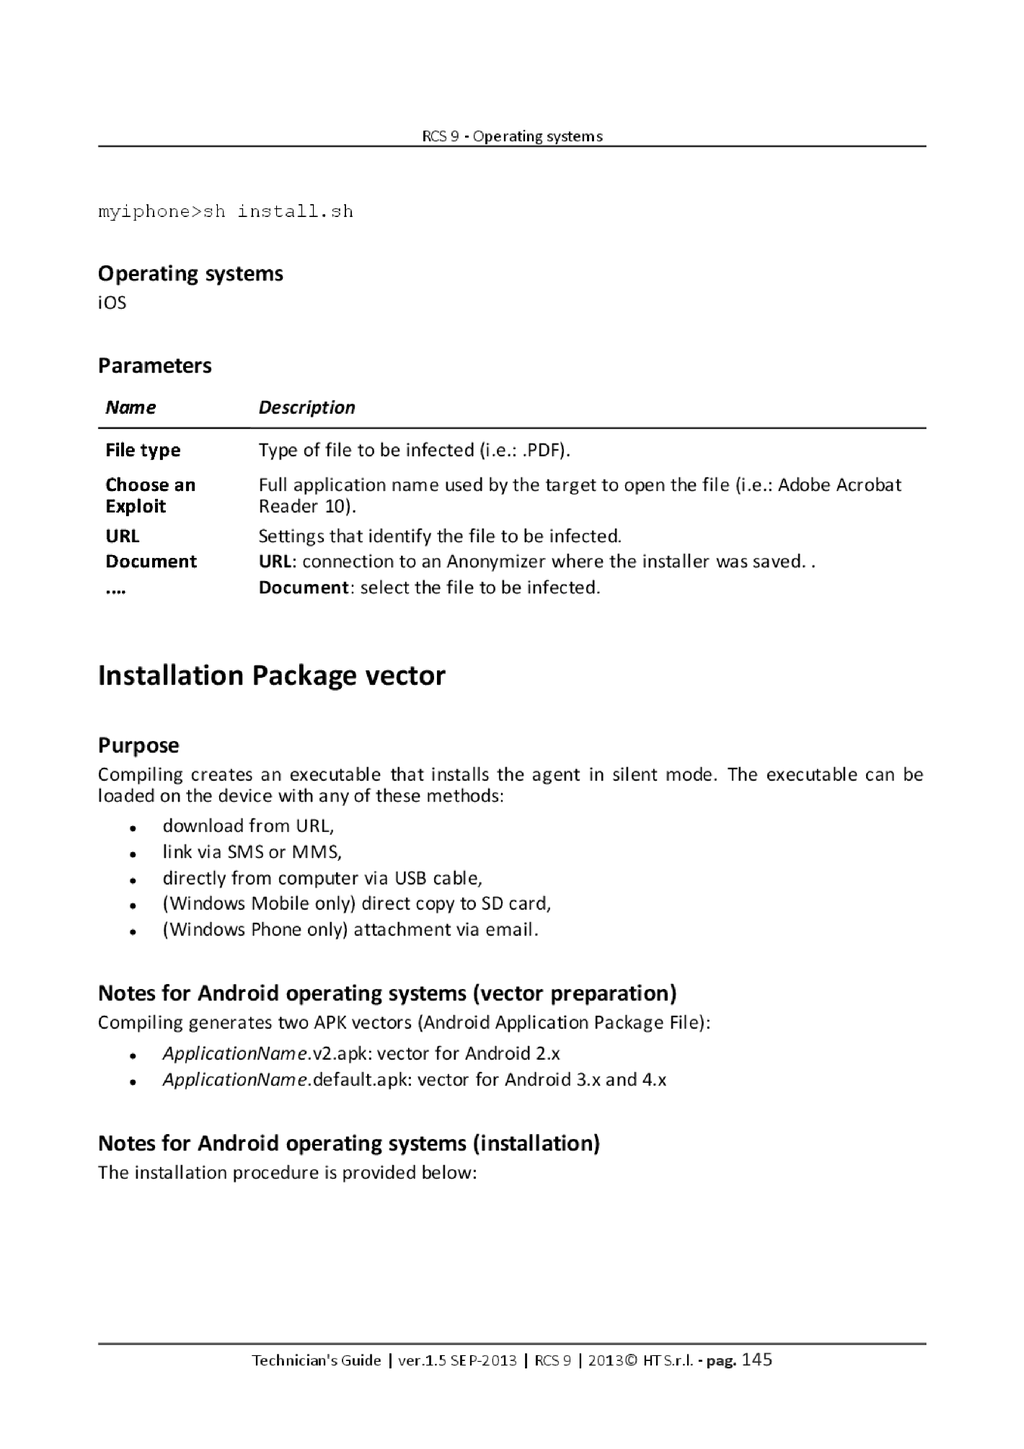 RCS 9 - Operating systems
myiphone>sh install.sh
Operating systems
iOS
Parameters
Name Description
File type Type of file to be infected (i.e.: .PDF).
Choose an Full application name used by the target to open the file (i.e.: Adobe Acrobat
Exploit Reader 10).
URL Settings that identify the file to be infected.
Document URL: connection to an Anonymizer where the installer was saved. .
.... Document: select the file to be infected.
Installation Package vector
Purpose
Compiling creates an executable that installs the agent in silent mode. The executable can be
loaded on the device with any of these methods:
• download from URL,
• link via SMS or MMS,
• directly from computer via USB cable,
• (Windows Mobile only) direct copy to SD card,
• (Windows Phone only) attachment via email.
Notes for Android operating systems (vector preparation)
Compiling generates two APK vectors (Android Application Package File):
• ApplicationName.v2.apk: vector for Android 2.x
• ApplicationName.default.apk: vector for Android 3.x and 4.x
Notes for Android operating systems (installation)
The installation procedure is provided below:
Technician's Guide | ver.1.5 SEP-2013 | RCS 9 | 2013© HT S.r.l. - pag. 145